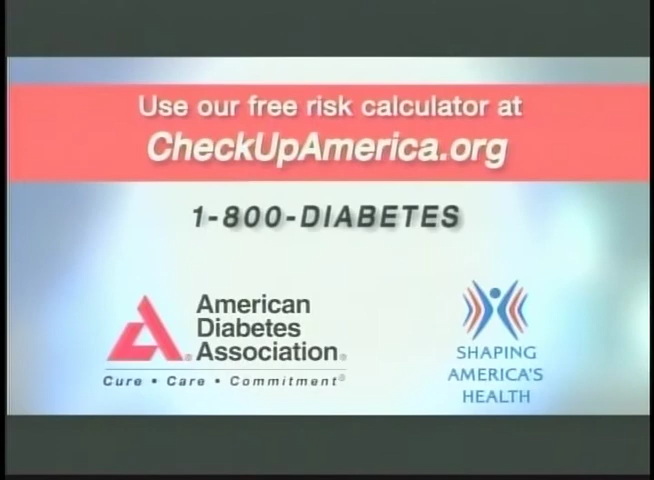 Use our free risk calculator at
CheckUpAmerica.org
1-800-DIABETES
American
Diabetes
Association®
Cure • Care • Commitment®
SHAPING
AMERICA'S
HEALTH